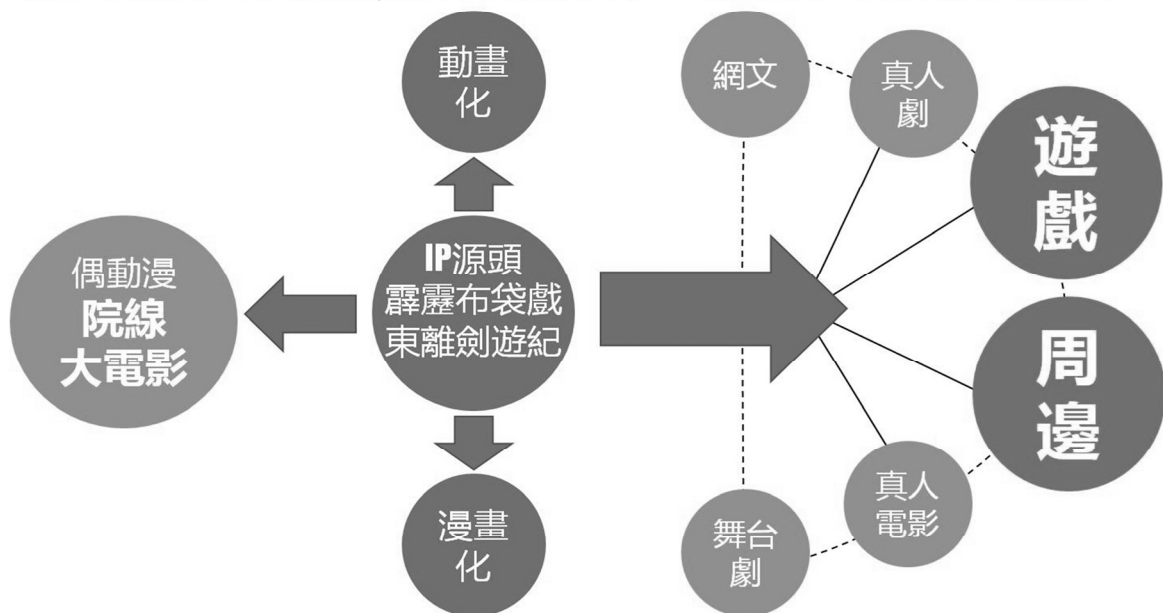 動畫
化
網文
真人
劇
遊
戲
偶動漫
院線
大電影
IP源頭
霹靂布袋戲
東離劍遊紀
周
邊
漫畫
化
舞台
劇
真人
電影